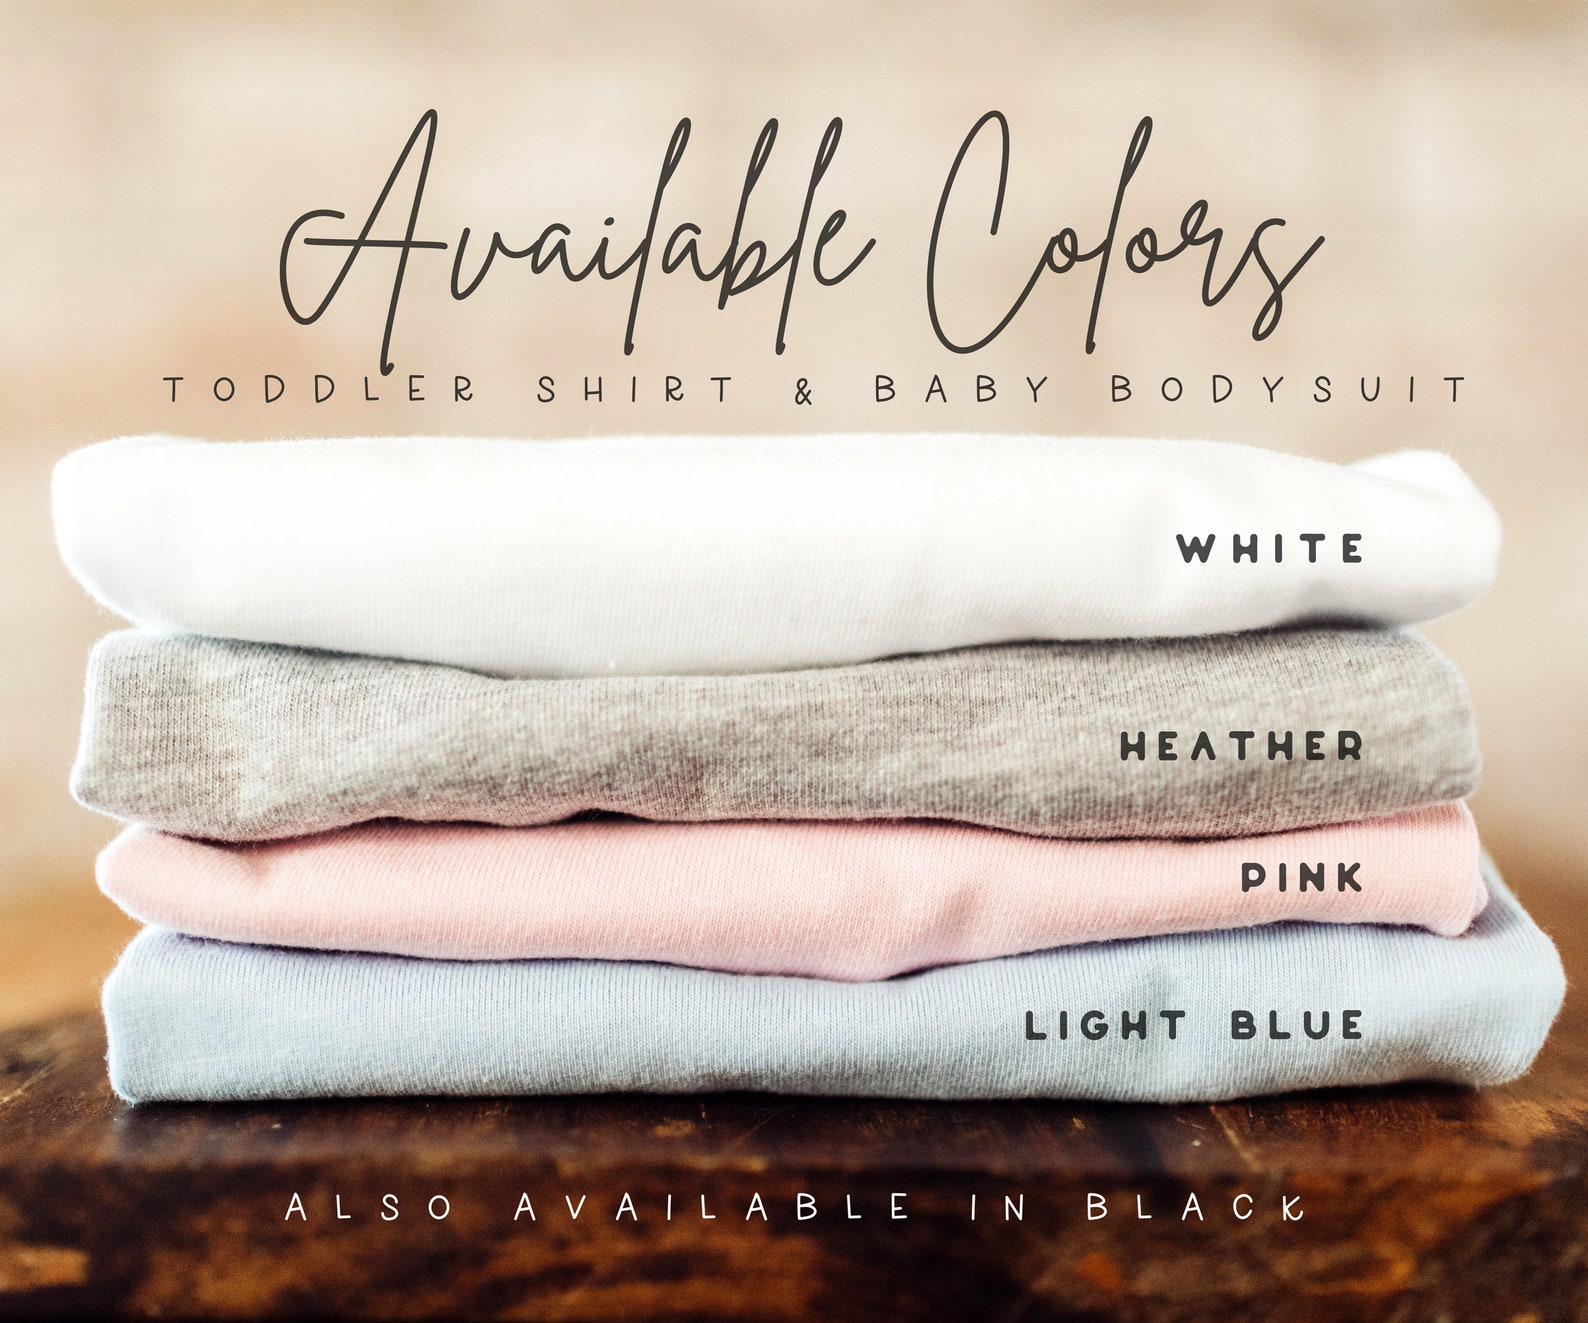 Available Colors
TODDLER SHIRT & BABY BODYSUIT
WHITE
HEATHER
PINK
LIGHT BLUE
ALSO AVAILABLE IN BLACK